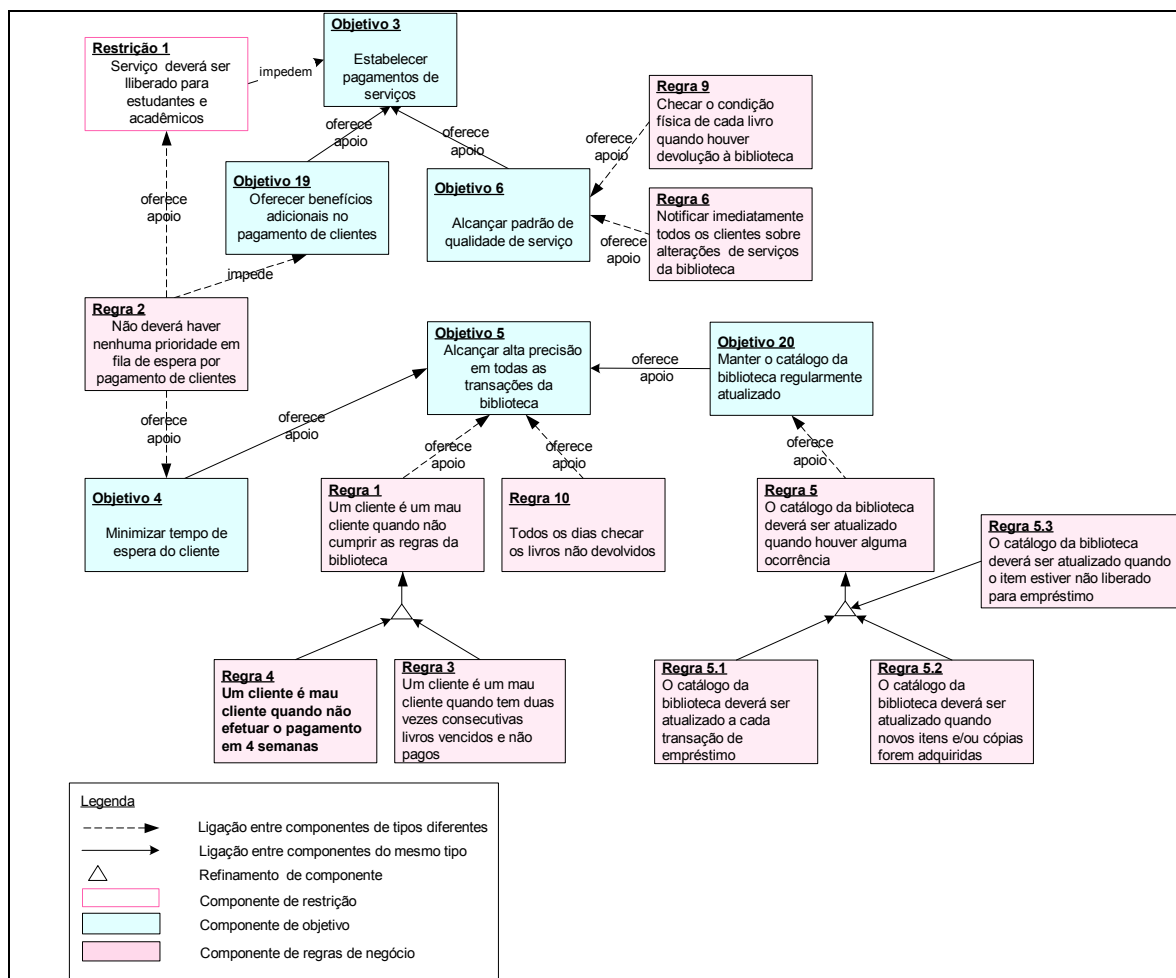 Objetivo 3
Estabelecer
pagamentos de
serviços
Restrição 1
Serviço deverá ser
lliberado para
estudantes e
acadêmicos
impedem
Regra 9
Checar o condição
física de cada livro
quando houver
devolução à biblioteca
oferece
apoio
oferece
apoio
oferece
apoio
Objetivo 19
Oferecer benefícios
adicionais no
pagamento de clientes
Objetivo 6
Alcançar padrão de
qualidade de serviço
Regra 6
Notificar imediatamente
todos os clientes sobre
alterações de serviços
da biblioteca
oferece
apoio
oferece
apoio
impede
Regra 2
Não deverá haver
nenhuma prioridade em
fila de espera por
pagamento de clientes
Objetivo 5
Alcançar alta precisão
em todas as
transações da
biblioteca
oferece
apoio
Objetivo 20
Manter o catálogo da
biblioteca regularmente
atualizado
oferece
apoio
oferece
apoio
oferece
apoio
oferece
apoio
oferece
apoio
Objetivo 4
Minimizar tempo de
espera do cliente
Regra 1
Um cliente é um mau
cliente quando não
cumprir as regras da
biblioteca
Regra 10
Todos os dias checar
os livros não devolvidos
Regra 5
O catálogo da
biblioteca deverá
deverá ser atualizado
quando houver alguma
ocorrência
Regra 5.3
O catálogo da biblioteca
deverá ser atualizado quando
o item estiver não liberado
para empréstimo
Regra 4
Um cliente é mau
cliente quando não
efetuar o pagamento
em 4 semanas
Regra 3
Um cliente é um mau
cliente quando tem duas
vezes consecutivas
livros vencidos e não
pagos
Regra 5.1
O catálogo da
biblioteca deverá ser
atualizado a cada
transação de
empréstimo
Regra 5.2
O catálogo da
biblioteca deverá ser
atualizado quando
novos itens e/ou cópias
forem adquiridas
Legenda
Ligação entre componentes de tipos diferentes
Ligação entre componentes do mesmo tipo
Refinamento de componente
Componente de restrição
Componente de objetivo
Componente de regras de negócio